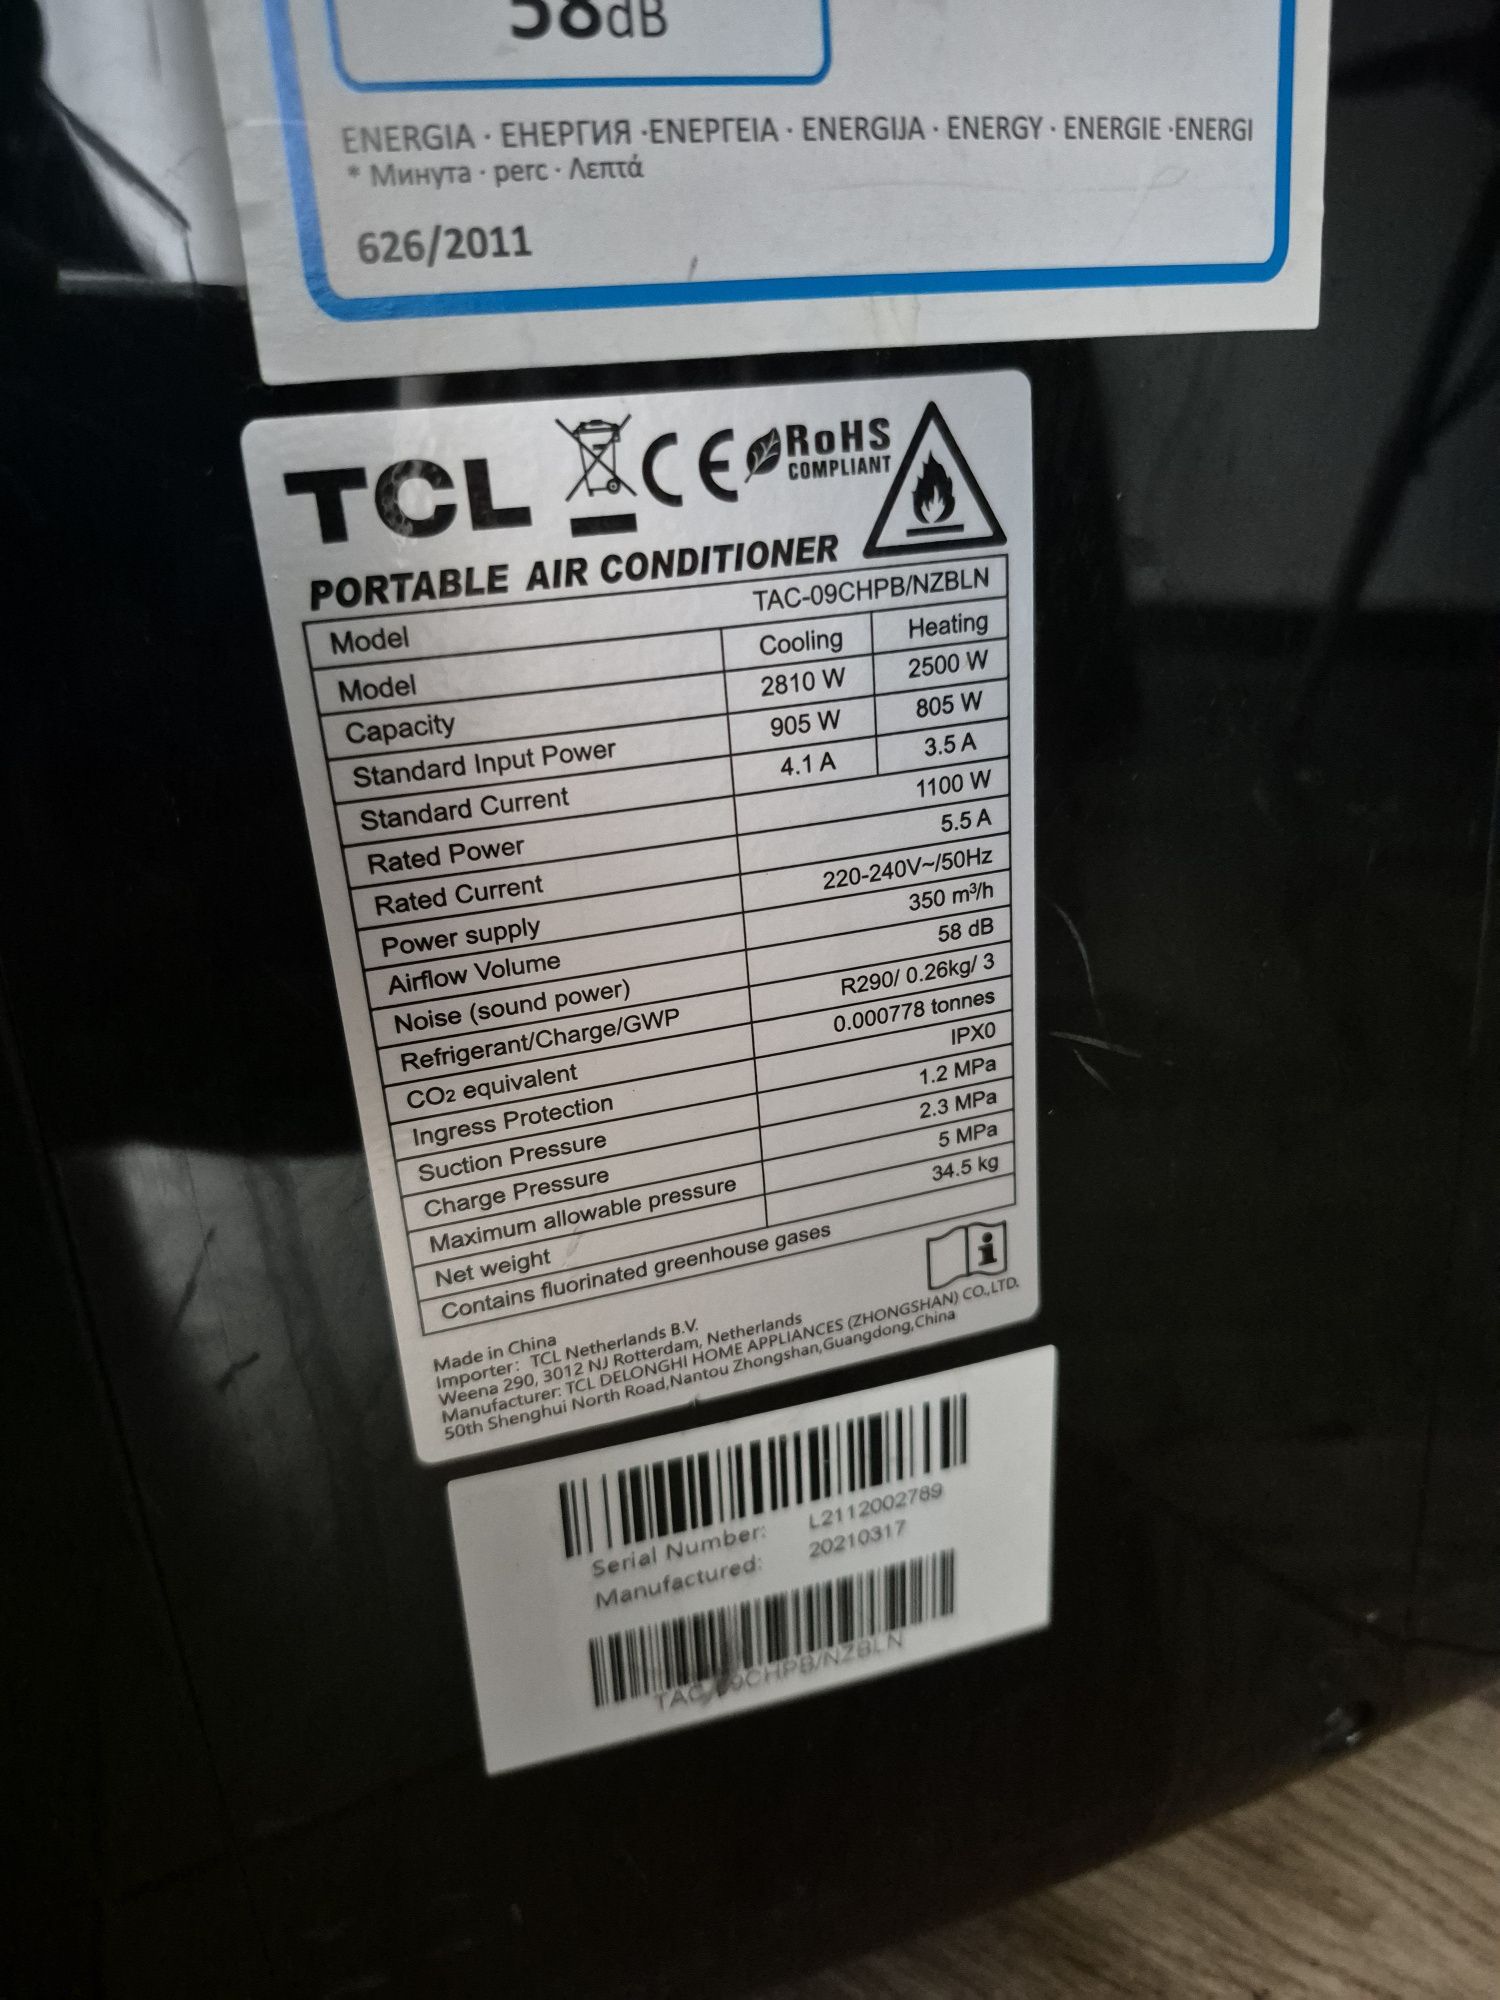 58dB
ENERGIA · ЕНЕРГИЯ ·ΕΝΕΡΓΕΙΑ · ENERGIJA · ENERGY · ENERGIE ·ENERGI
* Минута · perc · Λεπτά
626/2011
TCL CE RoHS
COMPLIANT
PORTABLE AIR CONDITIONER
Model TAC-09CHPB/NZBLN
Model Cooling Heating
Capacity 2810 W 2500 W
Standard Input Power 905 W 805 W
Standard Current 4.1 A 3.5 A
Rated Power 1100 W
Rated Current 5.5 A
Power supply 220-240V~/50Hz
Airflow Volume 350 m³/h
Noise (sound power) 58 dB
Refrigerant/Charge/GWP R290/ 0.26kg/ 3
CO2 equivalent 0.000778 tonnes
Ingress Protection IPX0
Suction Pressure 1.2 MPa
Charge Pressure 2.3 MPa
Maximum allowable pressure 5 MPa
Net weight 34.5 kg
Contains fluorinated greenhouse gases
Made in China
Importer: TCL Netherlands B.V.
Weena 290, 3012 NJ Rotterdam, Netherlands
Manufacturer: TCL DELONGHI HOME APPLIANCES (ZHONGSHAN) CO.,LTD.
50th Shenghui North Road,Nantou Zhongshan,Guangdong,China
Serial Number: L2112002789
Manufactured: 20210317
TAC-09CHPB/NZBLN